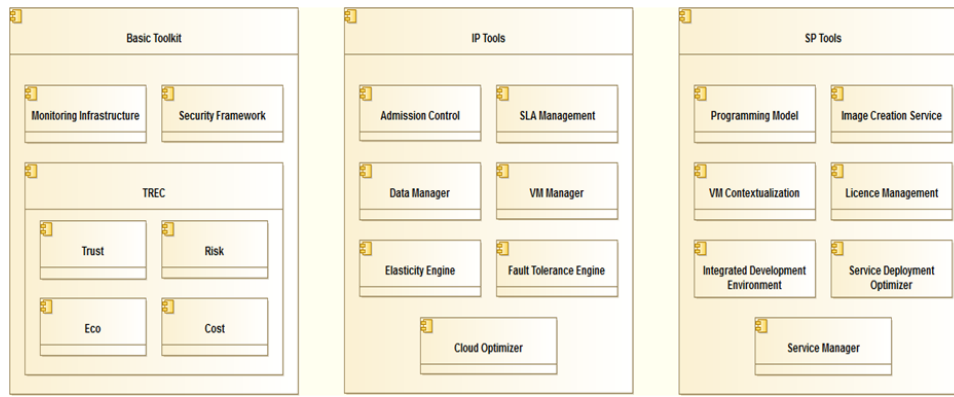 Basic Toolkit
Monitoring Infrastructure
Security Framework
TREC
Trust
Risk
Eco
Cost
IP Tools
Admission Control
SLA Management
Data Manager
VM Manager
Elasticity Engine
Fault Tolerance Engine
Cloud Optimizer
SP Tools
Programming Model
Image Creation Service
VM Contextualization
Licence Management
Integrated Development
Environment
Service Deployment
Optimizer
Service Manager